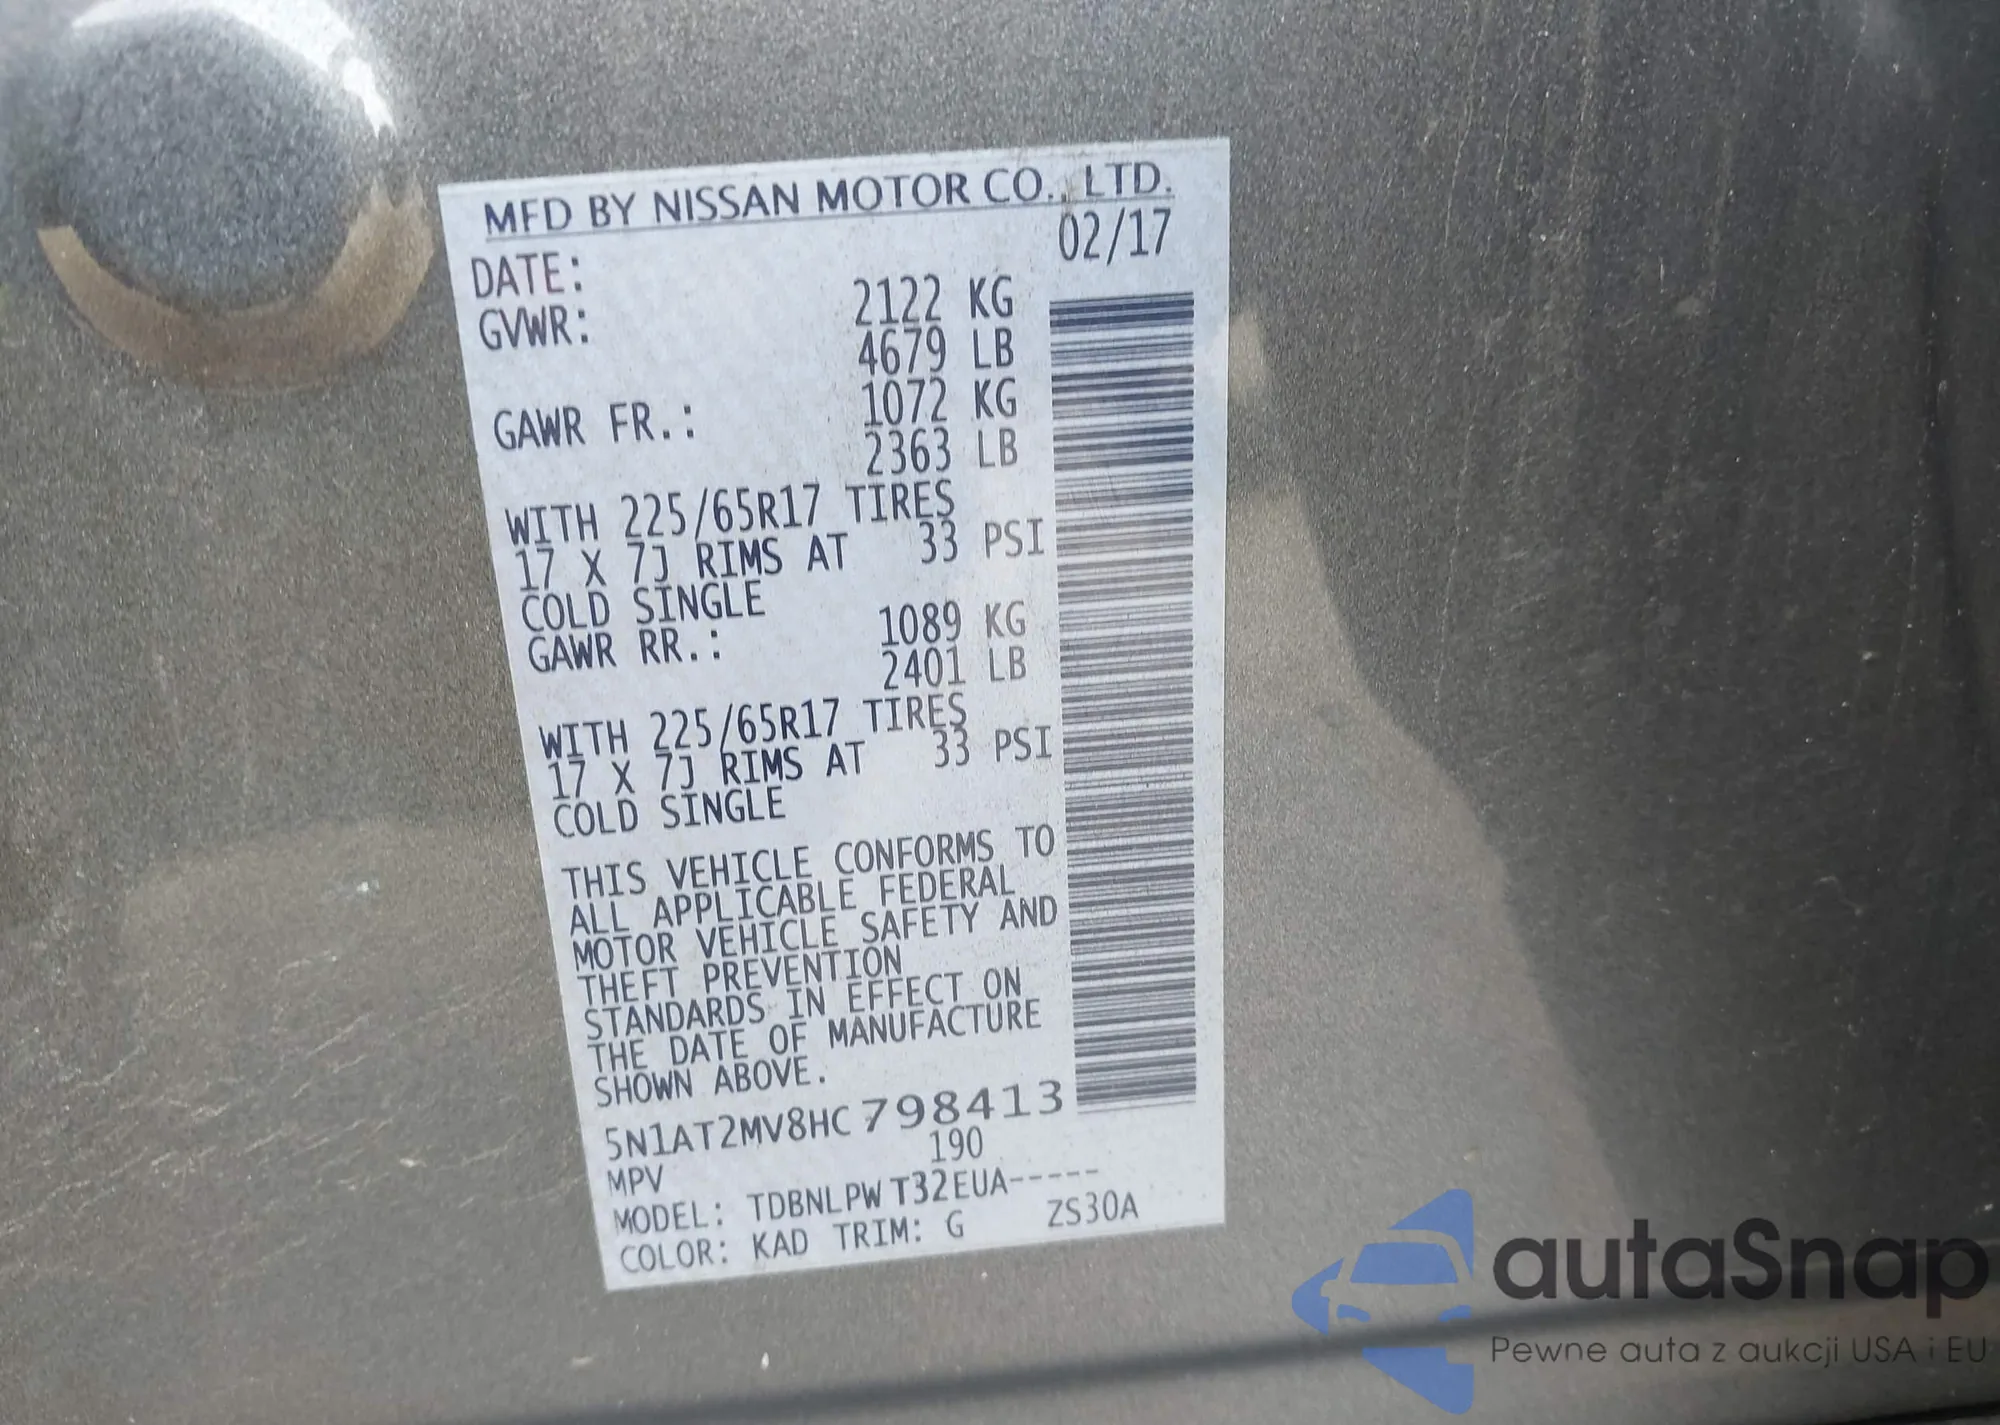 MFD BY NISSAN MOTOR CO., LTD.
DATE: 02/17
GVWR: 2122 KG
4679 LB
GAWR FR.: 1072 KG
2363 LB
WITH 225/65R17 TIRES
17 X 7J RIMS AT 33 PSI
COLD SINGLE
GAWR RR.: 1089 KG
2401 LB
WITH 225/65R17 TIRES
17 X 7J RIMS AT 33 PSI
COLD SINGLE
THIS VEHICLE CONFORMS TO
ALL APPLICABLE FEDERAL
MOTOR VEHICLE SAFETY AND
THEFT PREVENTION
STANDARDS IN EFFECT ON
THE DATE OF MANUFACTURE
SHOWN ABOVE.
5N1AT2MV8HC798413
MPV 190
MODEL: TDBNLPWT32EUA-----
COLOR: KAD TRIM: G ZS30A
autaSnap
Pewne auta z aukcji USA i EU